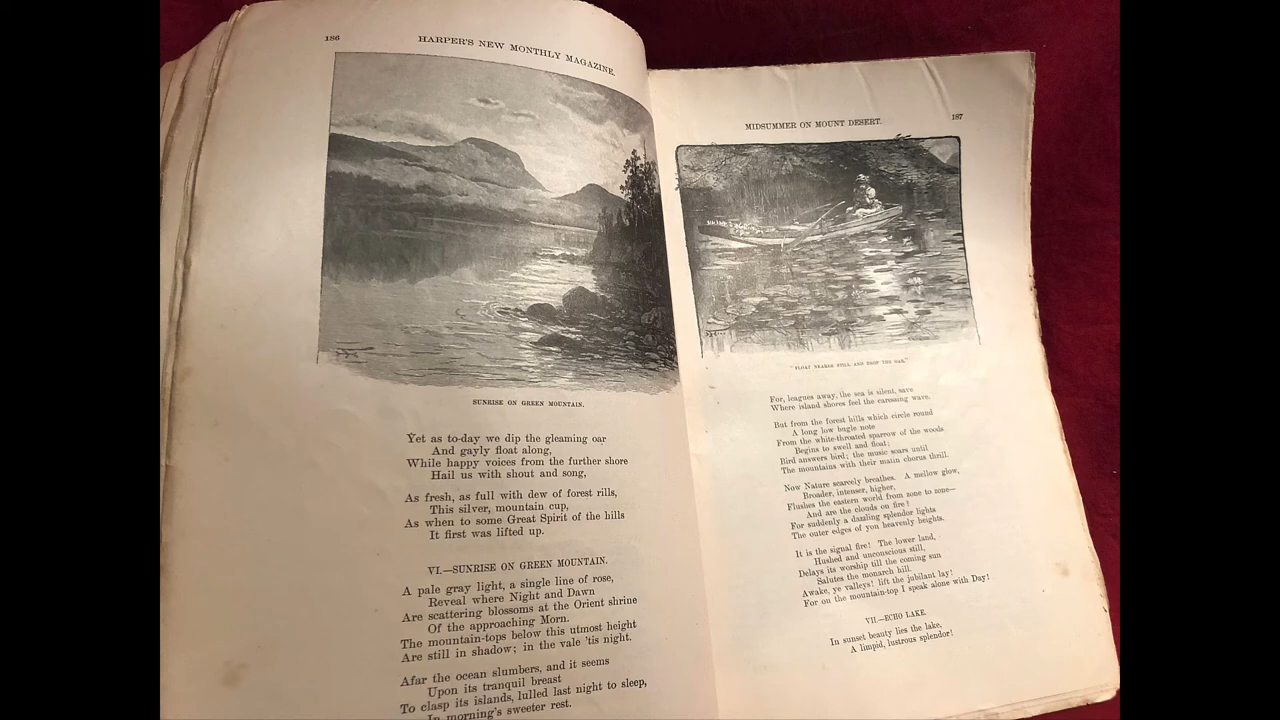 186
HARPER'S NEW MONTHLY MAGAZINE.
SUNRISE ON GREEN MOUNTAIN.
Yet as to-day we dip the gleaming oar
And gayly float along,
While happy voices from the further shore
Hail us with shout and song,
As fresh, as full with dew of forest rills,
This silver, mountain cup,
As when to some Great Spirit of the hills
It first was lifted up.
VI.—SUNRISE ON GREEN MOUNTAIN.
A pale gray light, a single line of rose,
Reveal where Night and Dawn
Are scattering blossoms at the Orient shrine
Of the approaching Morn.
The mountain-tops below this utmost height
Are still in shadow; in the vale 'tis night.
Afar the ocean slumbers, and it seems
Upon its tranquil breast
To clasp its islands, lulled last night to sleep,
In morning's sweeter rest.
MIDSUMMER ON MOUNT DESERT.
187
"FLOAT NEARER STILL, AND DROP THE OAR."
For, leagues away, the sea is silent, save
Where island shores feel the caressing wave.
But from the forest hills which circle round
A long low bugle note
From the white-throated sparrow of the woods
Begins to swell and float;
Bird answers bird; the music soars until
The mountains with their matin chorus thrill.
Now Nature scarcely breathes. A mellow glow,
Broader, intenser, higher,
Flushes the eastern world from zone to zone—
And are the clouds on fire?
For suddenly a dazzling splendor lights
The outer edges of you heavenly heights.
It is the signal fire! The lower land,
Hushed and unconscious still,
Delays its worship till the coming sun
Salutes the monarch hill.
Awake, ye valleys! lift the jubilant lay!
For on the mountain-top I speak alone with Day!
VII.—ECHO LAKE.
In sunset beauty lies the lake,
A limpid, lustrous splendor!